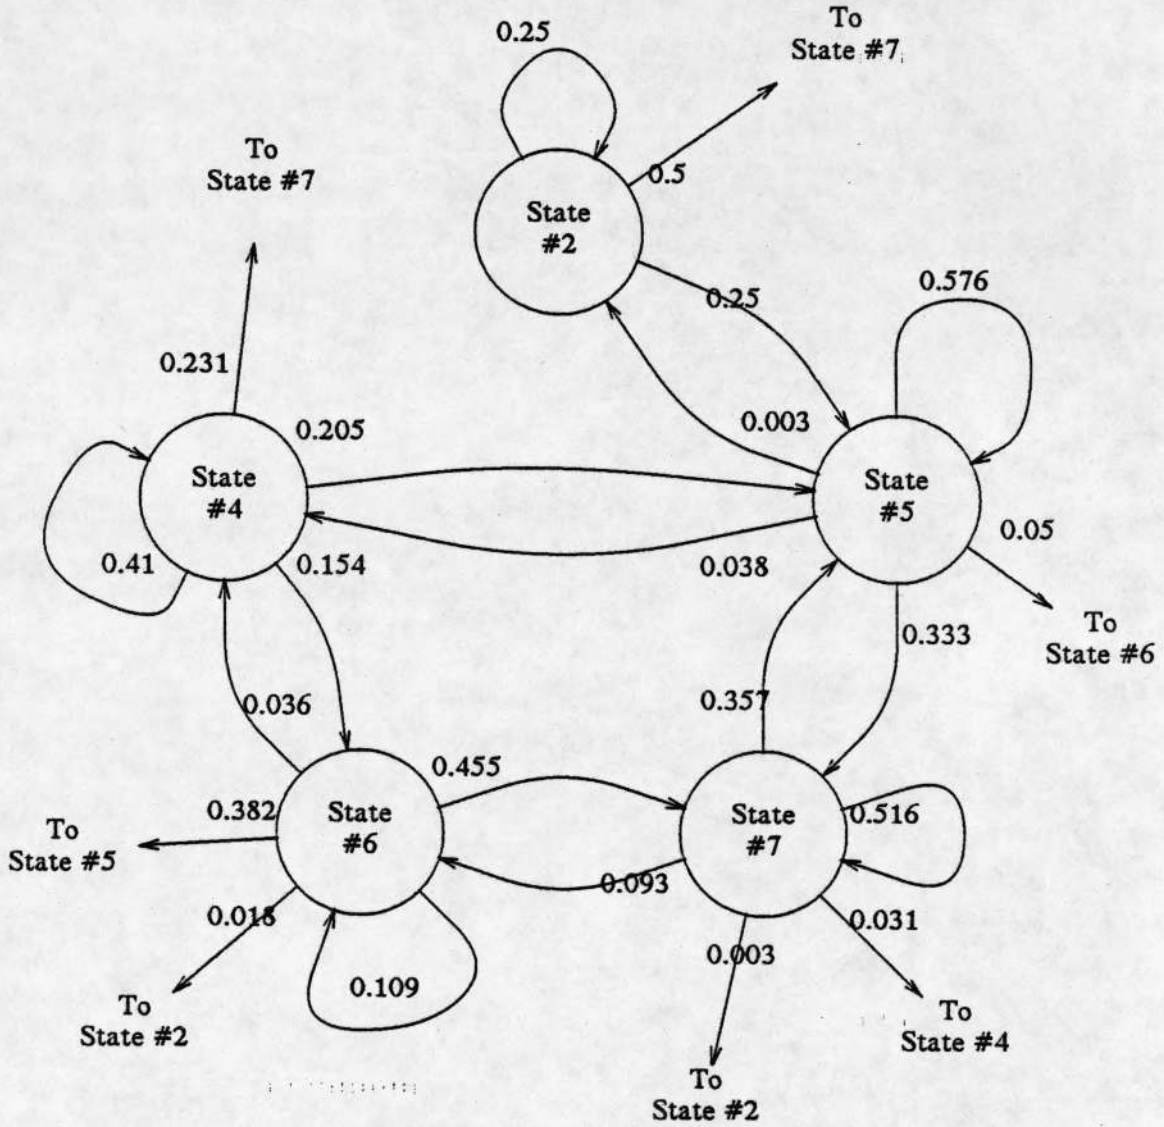 0.25
To
State #7
To
State #7
0.5
State
#2
0.25
0.576
0.231
0.003
0.205
State
#4
State
#5
0.41
0.154
0.038
0.05
To
State #6
0.333
0.036
0.357
0.455
0.382
State
#6
State
#7
0.516
To
State #5
0.093
0.018
0.031
0.003
0.109
To
State #2
To
State #4
To
State #2